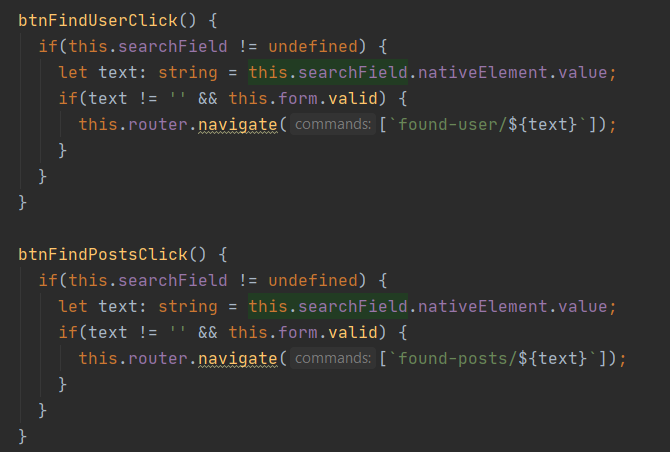 btnFindUserClick() {
if(this.searchField != undefined) {
let text: string = this.searchField.nativeElement.value;
if(text != '' && this.form.valid) {
this.router.navigate( commands: [`found-user/${text}`]);
}
}
}
btnFindPostsClick() {
if(this.searchField != undefined) {
let text: string = this.searchField.nativeElement.value;
if(text != '' && this.form.valid) {
this.router.navigate( commands: [`found-posts/${text}`]);
}
}
}